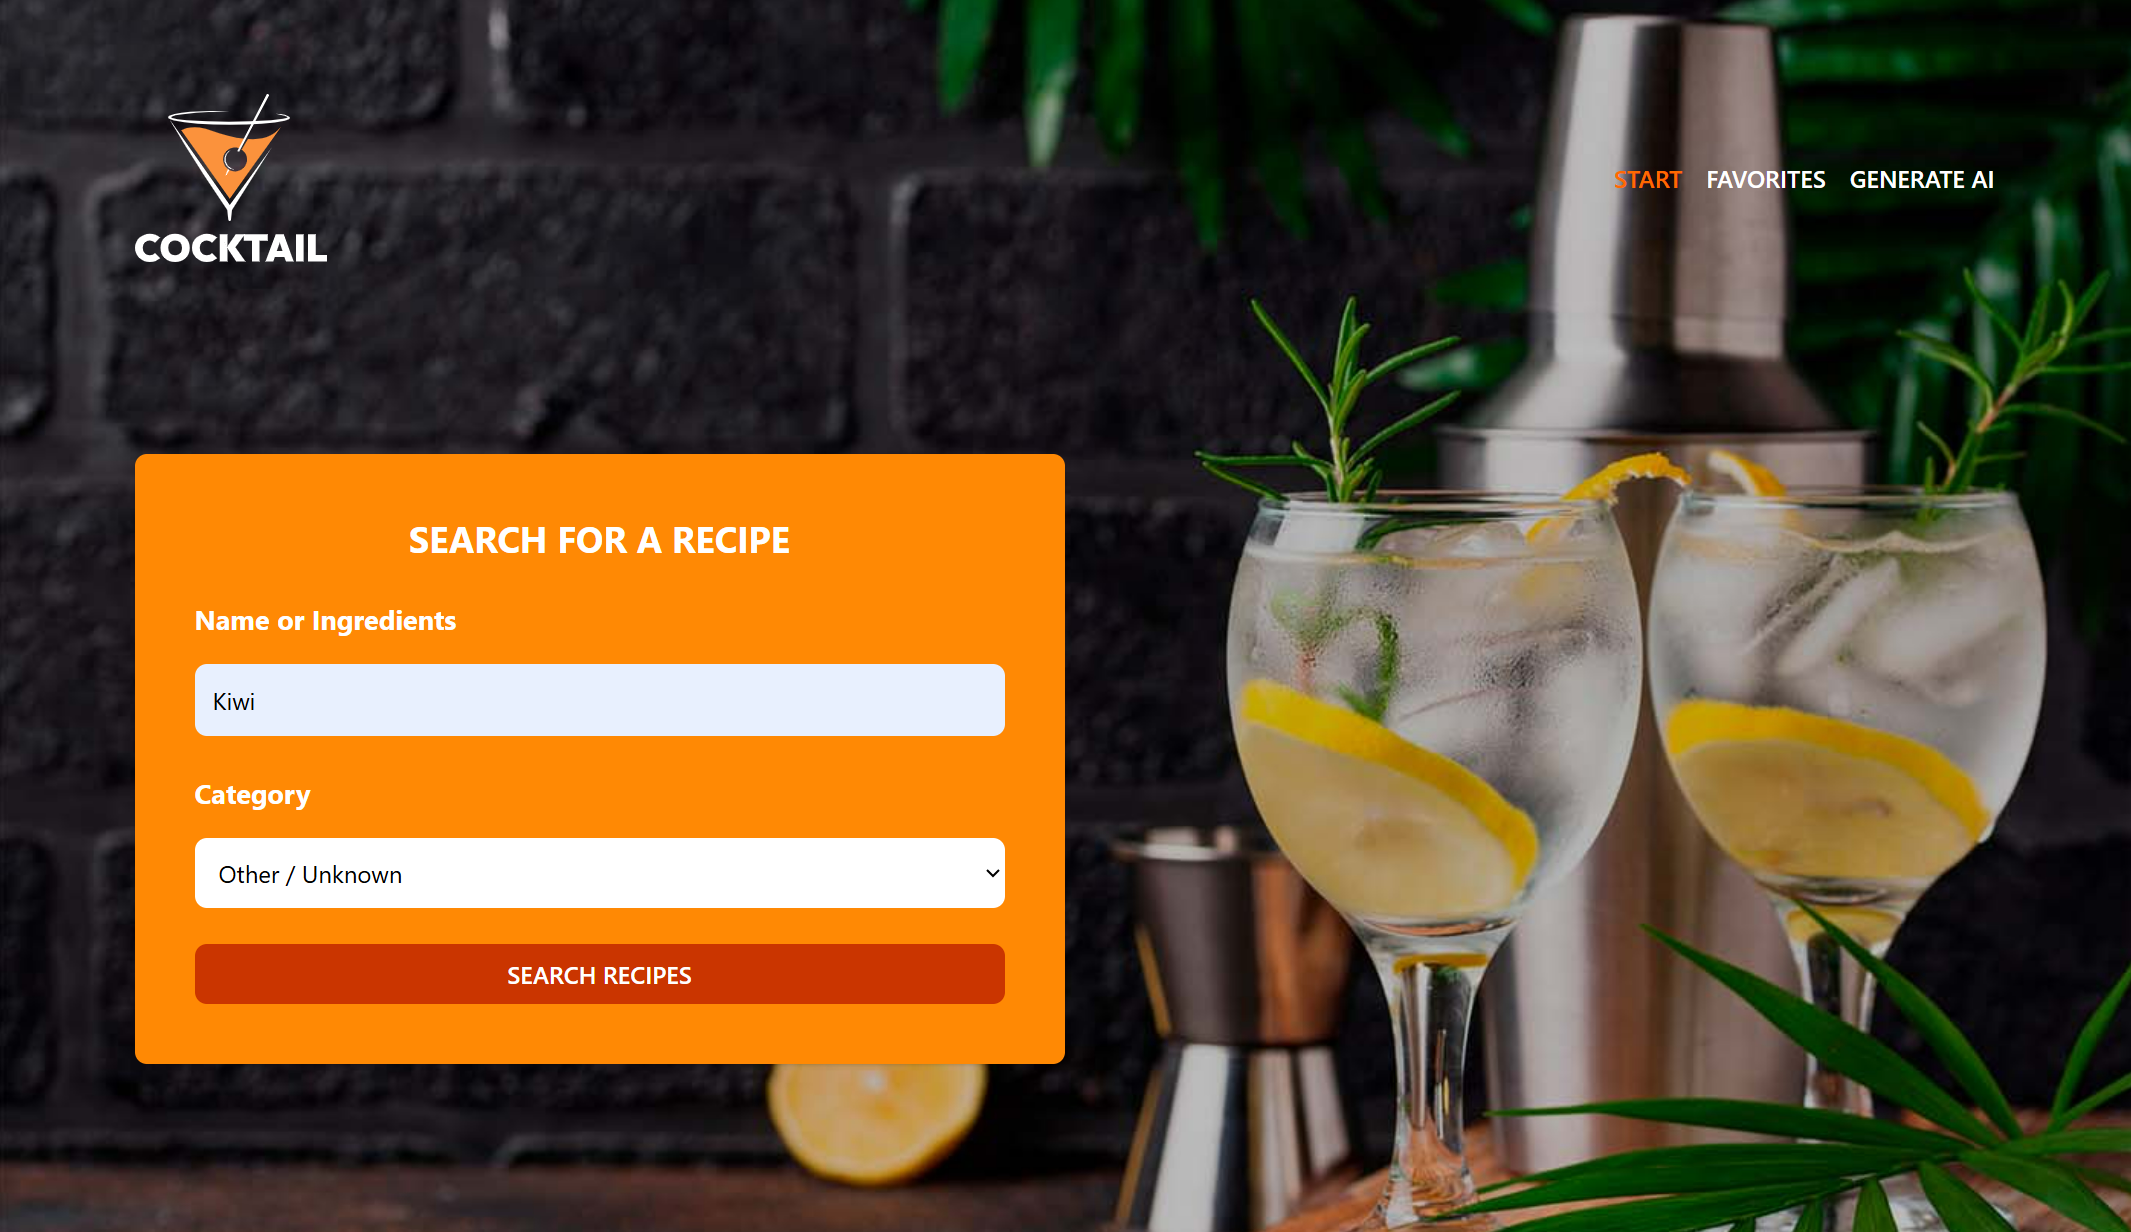 COCKTAIL
START FAVORITES GENERATE AI
SEARCH FOR A RECIPE
Name or Ingredients
Kiwi
Category
Other / Unknown
SEARCH RECIPES